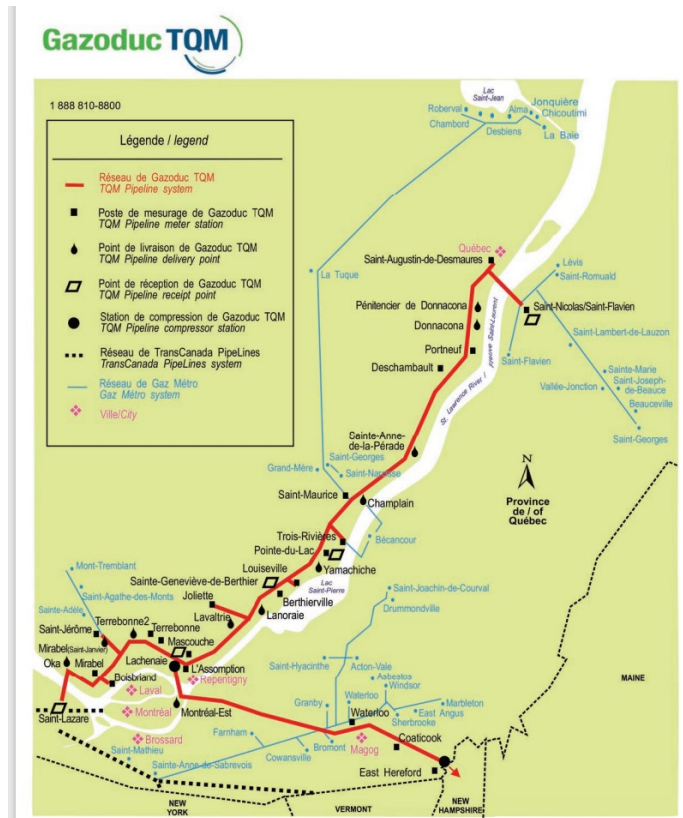 Gazoduc TQM
1 888 810-8800
Légende / legend
Réseau de Gazoduc TQM
TQM Pipeline system
Poste de mesurage de Gazoduc TQM
TQM Pipeline meter station
Point de livraison de Gazoduc TQM
TQM Pipeline delivery point
Point de réception de Gazoduc TQM
TQM Pipeline receipt point
Station de compression de Gazoduc TQM
TQM Pipeline compressor station
Réseau de TransCanada PipeLines
TransCanada PipeLines system
Réseau de Gaz Métro
Gaz Métro system
Ville/City
Lac
Saint-Jean
Roberval
Alma
Jonquière
Chicoutimi
Chambord
Desbiens
La Baie
La Tuque
Québec
Saint-Augustin-de-Desmaures
Lévis
Saint-Romuald
Pénitencier de Donnacona
Donnacona
Saint-Nicolas/Saint-Flavien
Portneuf
Deschambault
Saint-Flavien
Saint-Lambert-de-Lauzon
Sainte-Marie
Vallée-Jonction
Saint-Joseph-
de-Beauce
Beauceville
Saint-Georges
St. Lawrence River / Fleuve Saint-Laurent
Sainte-Anne-
de-la-Pérade
Saint-Georges
Grand-Mère
Saint-Narcisse
Saint-Maurice
Champlain
N
Province
de / of
Québec
Trois-Rivières
Bécancour
Pointe-du-Lac
Louiseville
Yamachiche
Sainte-Geneviève-de-Berthier
Lac
Saint-Pierre
Mont-Tremblant
Joliette
Berthierville
Saint-Agathe-des-Monts
Lavaltrie
Lanoraie
Saint-Joachin-de-Courval
Drummondville
Sainte-Adèle
Terrebonne2
Terrebonne
Saint-Jérôme
Mascouche
Mirabel(Saint-Janvier)
Oka
Mirabel
Lachenaie
L'Assomption
Boisbriand
Repentigny
Laval
Saint-Hyacinthe
Acton-Vale
Asbestos
Windsor
Saint-Lazare
Montréal
Montréal-Est
Granby
Waterloo
Waterloo
Marbleton
East Angus
Sherbrooke
Brossard
Farnham
Bromont
Magog
Coaticook
Saint-Mathieu
Cowansville
Sainte-Anne-de-Sabrevois
East Hereford
MAINE
NEW
YORK
VERMONT
NEW
HAMPSHIRE